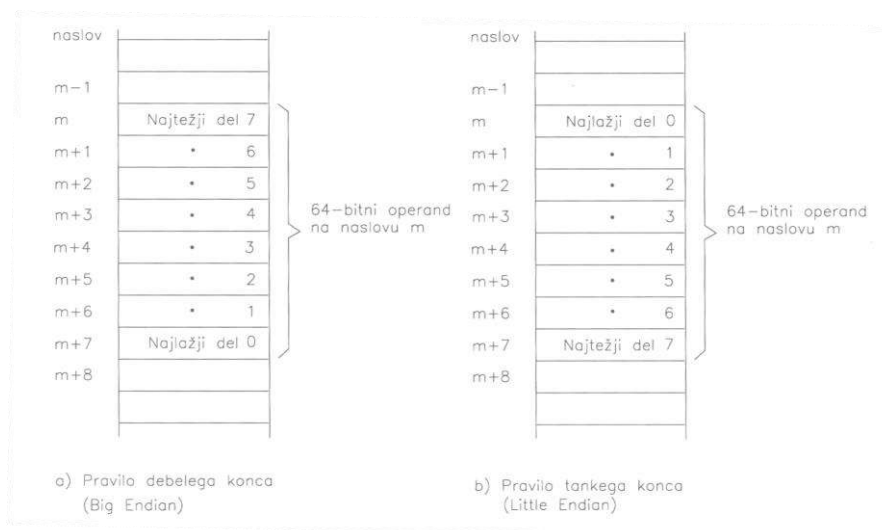 naslov
m-1
m Najtežji del 7
m+1 • 6
m+2 • 5
m+3 • 4
m+4 • 3
m+5 • 2
m+6 • 1
m+7 Najlažji del 0
m+8
64-bitni operand
na naslovu m
a) Pravilo debelega konca
(Big Endian)
naslov
m-1
m Najlažji del 0
m+1 • 1
m+2 • 2
m+3 • 3
m+4 • 4
m+5 • 5
m+6 • 6
m+7 Najtežji del 7
m+8
64-bitni operand
na naslovu m
b) Pravilo tankega konca
(Little Endian)